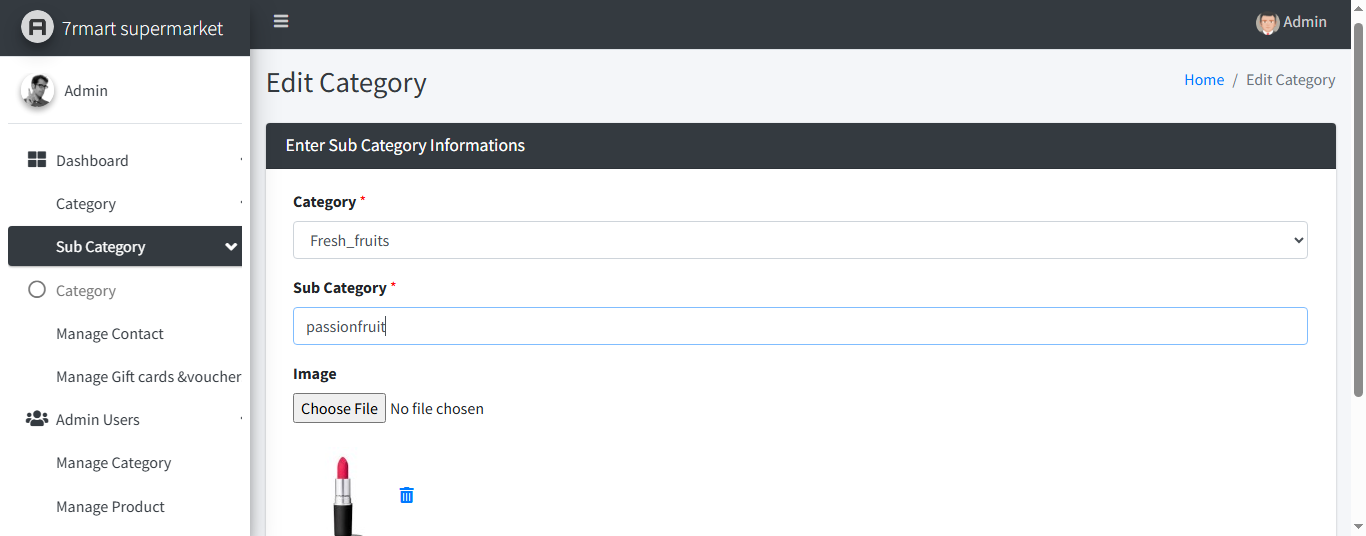 7rmart supermarket
Admin
Admin
Dashboard
Category
Sub Category
Category
Manage Contact
Manage Gift cards &voucher
Admin Users
Manage Category
Manage Product
Edit Category
Home / Edit Category
Enter Sub Category Informations
Category *
Fresh_fruits
Sub Category *
passionfruit
Image
Choose File No file chosen